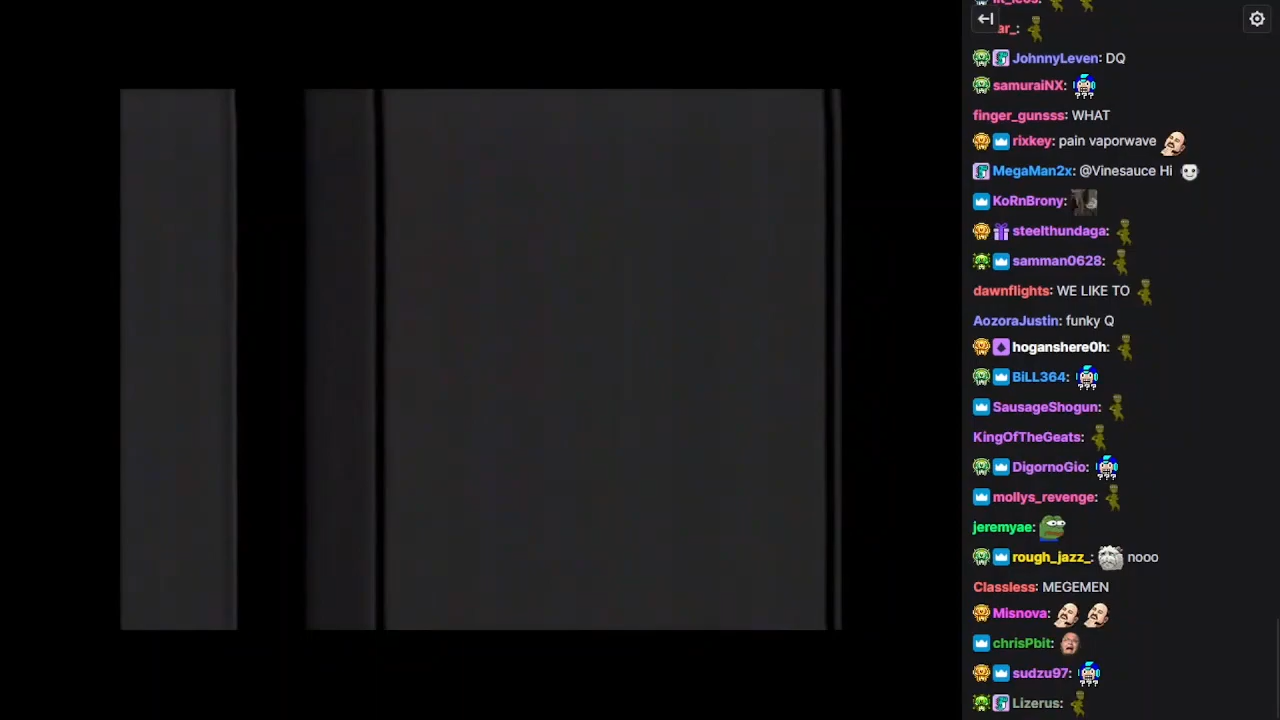 ar_:
JohnnyLeven: DQ
samuraiNX:
finger_gunsss: WHAT
rixkey: pain vaporwave
MegaMan2x: @Vinesauce Hi
KoRnBrony:
steelthundaga:
samman0628:
dawnflights: WE LIKE TO
AozoraJustin: funky Q
hoganshere0h:
BiLL364:
SausageShogun:
KingOfTheGeats:
DigornoGio:
mollys_revenge:
jeremyae:
rough_jazz_: nooo
Classless: MEGEMEN
Misnova:
chrisPbit:
sudzu97:
Lizerus: